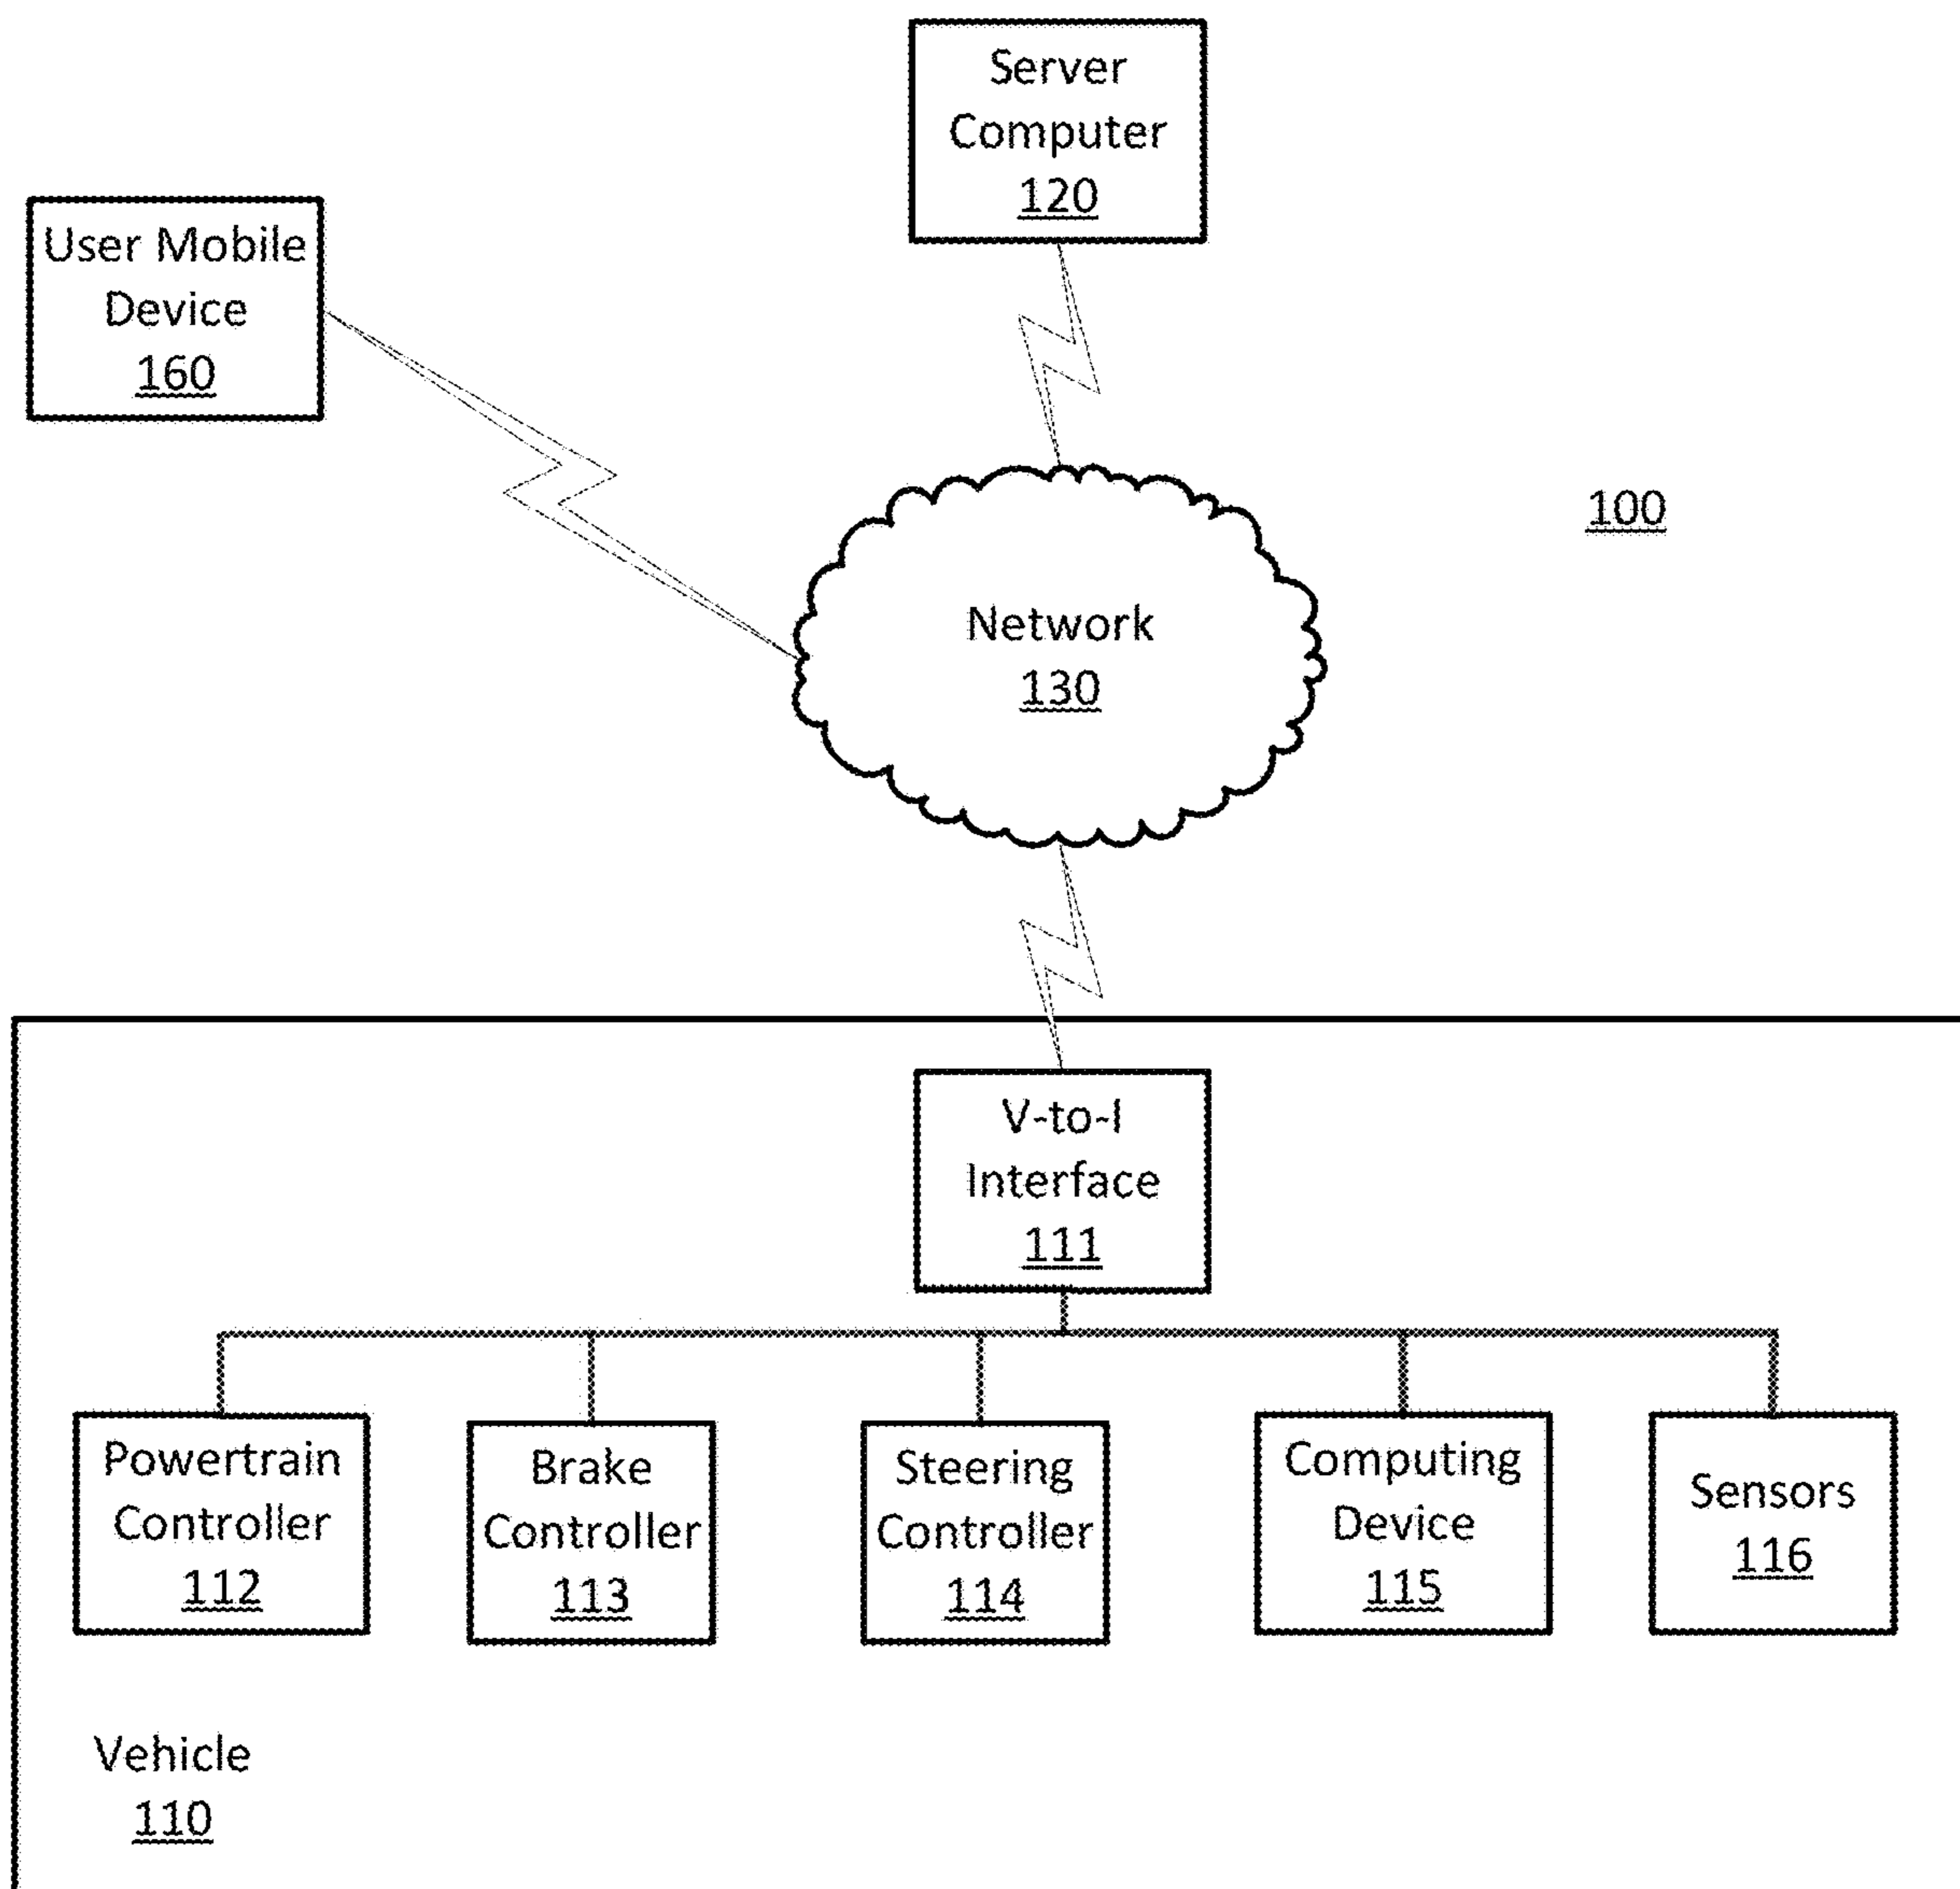 Server
Computer
120
User Mobile
Device
160
100
Network
130
V-to-I
Interface
111
Powertrain
Controller
112
Brake
Controller
113
Steering
Controller
114
Computing
Device
115
Sensors
116
Vehicle
110